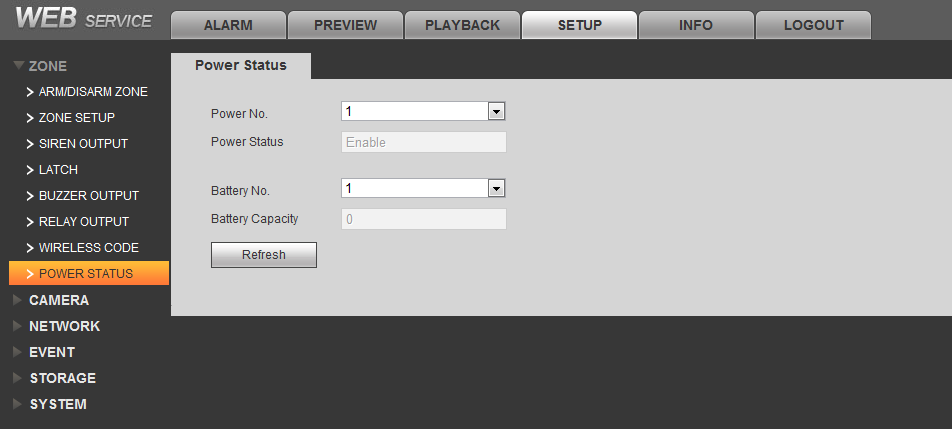 WEB SERVICE
ALARM PREVIEW PLAYBACK SETUP INFO LOGOUT
ZONE
ARM/DISARM ZONE
ZONE SETUP
SIREN OUTPUT
LATCH
BUZZER OUTPUT
RELAY OUTPUT
WIRELESS CODE
POWER STATUS
CAMERA
NETWORK
EVENT
STORAGE
SYSTEM
Power Status
Power No. 1
Power Status Enable
Battery No. 1
Battery Capacity 0
Refresh